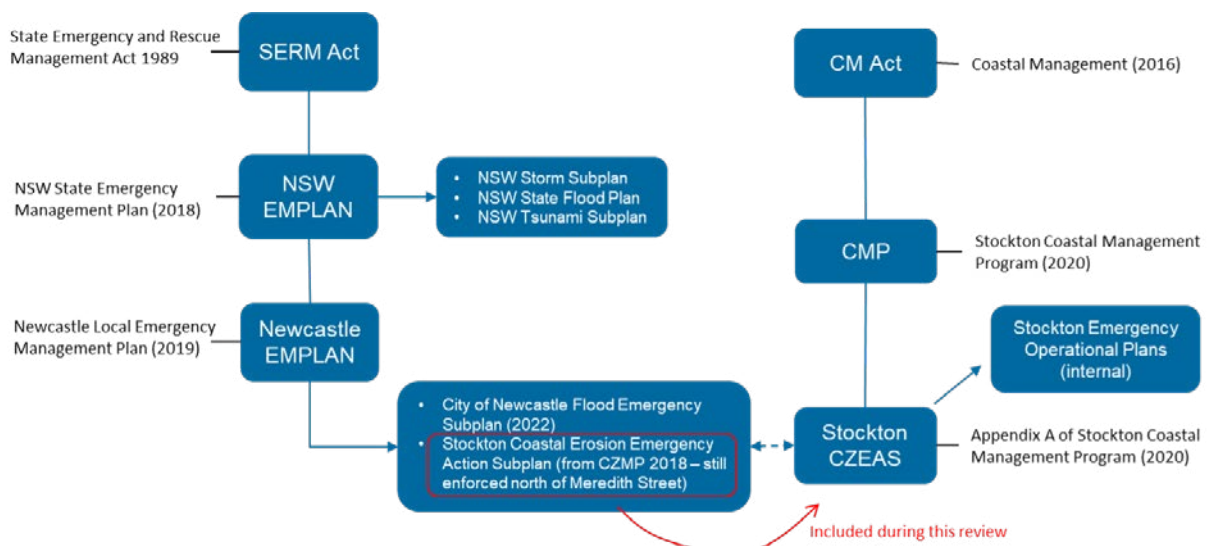 State Emergency and Rescue
Management Act 1989
SERM Act
CM Act
Coastal Management (2016)
NSW State Emergency
Management Plan (2018)
NSW
EMPLAN
• NSW Storm Subplan
• NSW State Flood Plan
• NSW Tsunami Subplan
CMP
Stockton Coastal Management
Program (2020)
Newcastle Local Emergency
Management Plan (2019)
Newcastle
EMPLAN
Stockton Emergency
Operational Plans
(internal)
• City of Newcastle Flood Emergency
Subplan (2022)
• Stockton Coastal Erosion Emergency
Action Subplan (from CZMP 2018 – still
enforced north of Meredith Street)
Stockton
CZEAS
Appendix A of Stockton Coastal
Management Program (2020)
Included during this review